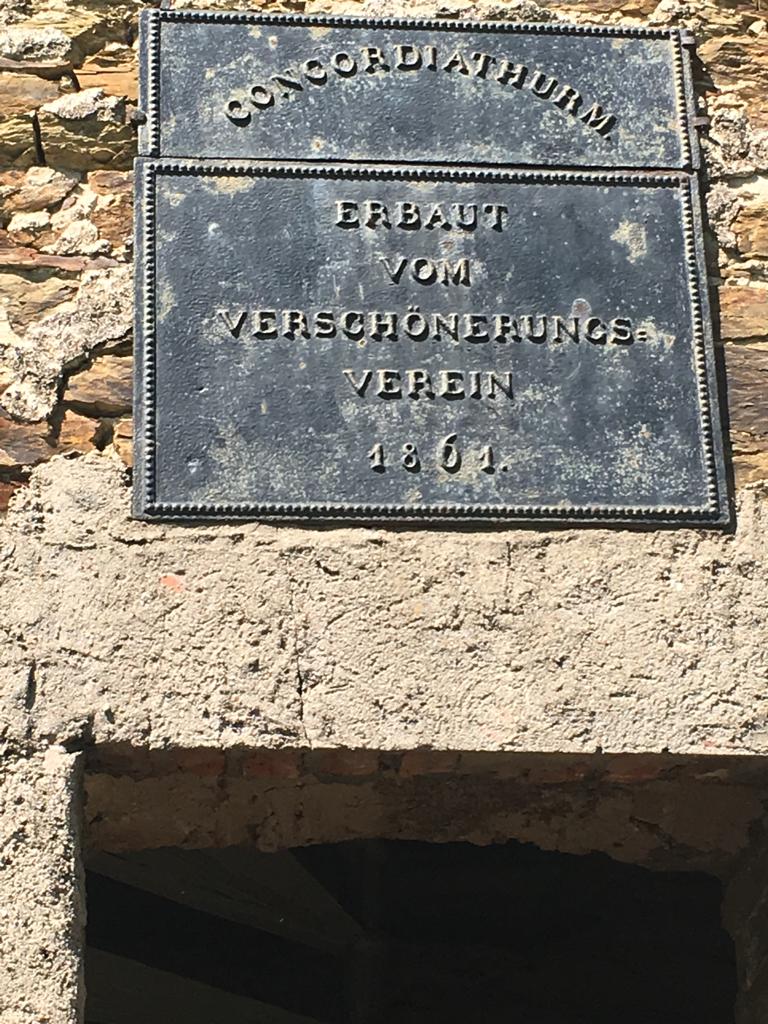 CONCORDIATHURM.
ERBAUT
VOM
VERSCHÖNERUNGS=
VEREIN
1861.